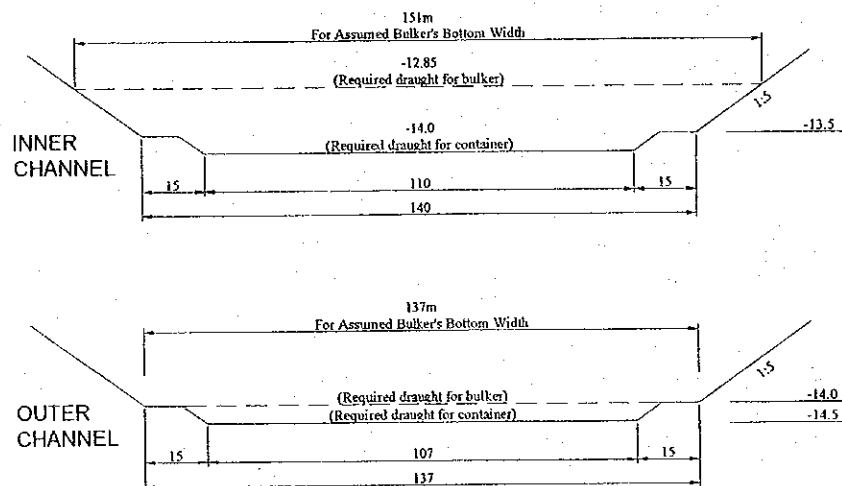 151m
For Assumed Bulker's Bottom Width
-12.85
(Required draught for bulker)
1:5
-14.0
(Required draught for container)
-13.5
INNER
CHANNEL
15
110
15
140
137m
For Assumed Bulker's Bottom Width
1:5
(Required draught for bulker)
-14.0
(Required draught for container)
-14.5
OUTER
CHANNEL
15
107
15
137